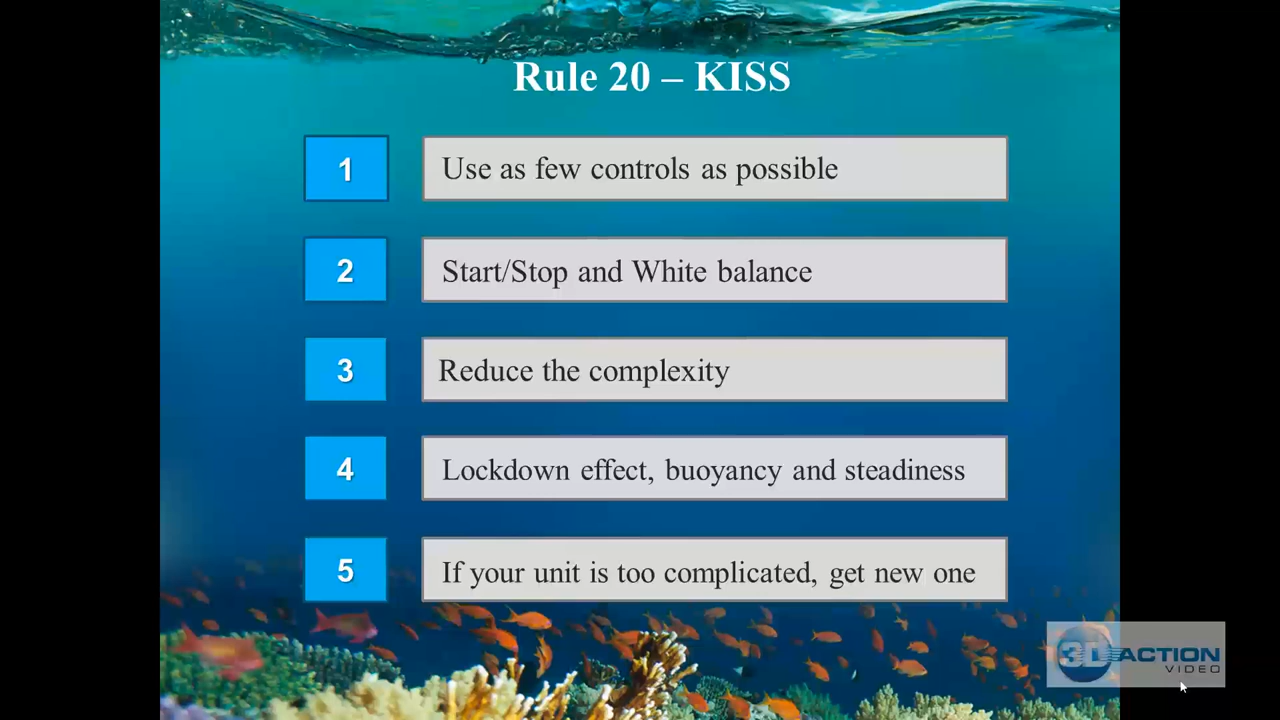 Rule 20 – KISS
1
Use as few controls as possible
2
Start/Stop and White balance
3
Reduce the complexity
4
Lockdown effect, buoyancy and steadiness
5
If your unit is too complicated, get new one
3D ACTION
VIDEO